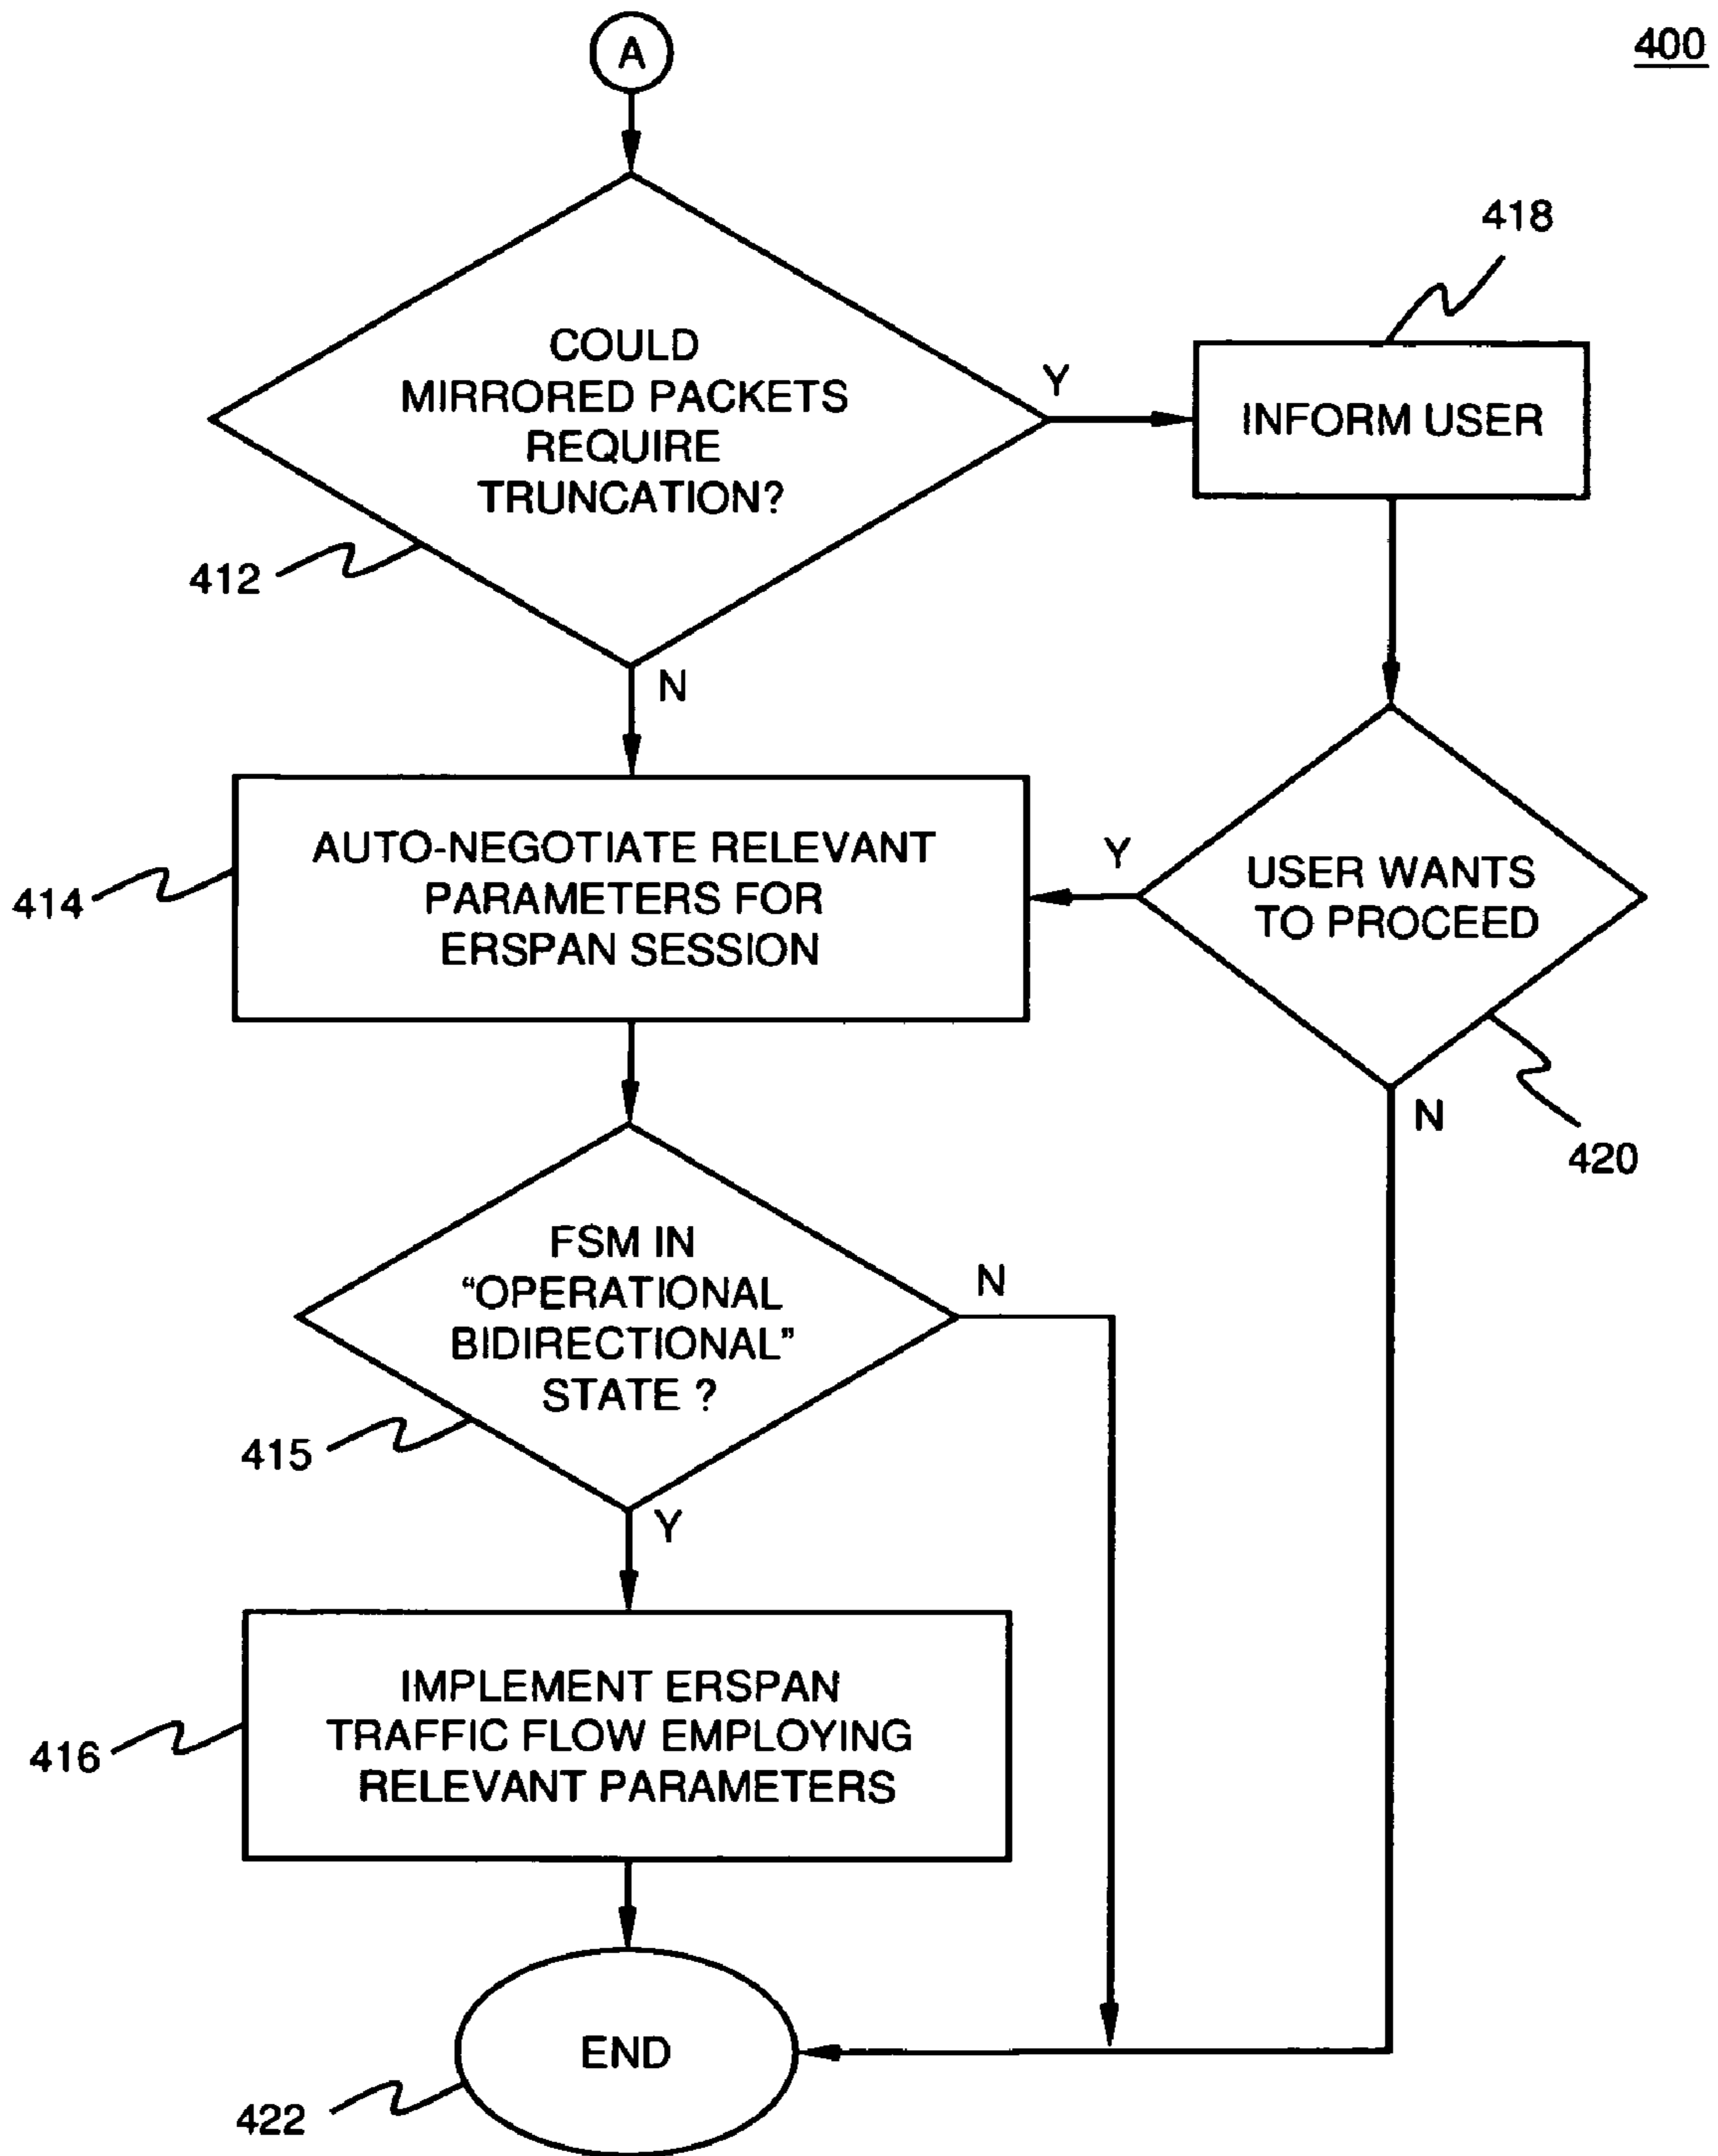 A
400
COULD
MIRRORED PACKETS
REQUIRE
TRUNCATION?
412
Y
N
418
INFORM USER
AUTO-NEGOTIATE RELEVANT
PARAMETERS FOR
ERSPAN SESSION
414
Y
USER WANTS
TO PROCEED
N
420
FSM IN
“OPERATIONAL
BIDIRECTIONAL”
STATE ?
415
N
Y
IMPLEMENT ERSPAN
TRAFFIC FLOW EMPLOYING
RELEVANT PARAMETERS
416
END
422